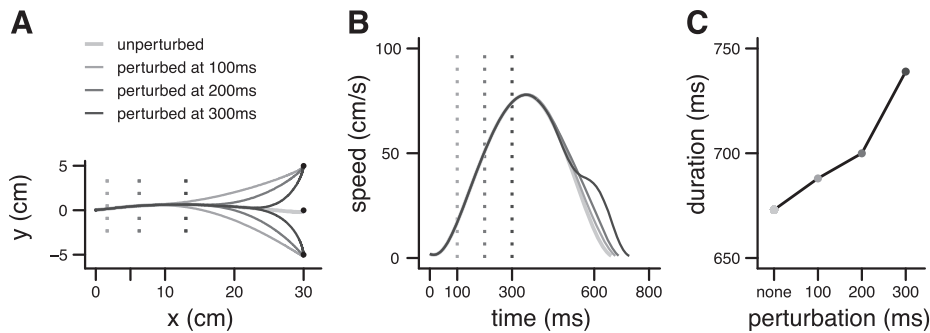 A
unperturbed
perturbed at 100ms
perturbed at 200ms
perturbed at 300ms
y (cm)
5
0
−5
0 10 20 30
x (cm)
B
speed (cm/s)
100
50
0
0 100 300 600 800
time (ms)
C
duration (ms)
750
700
650
none 100 200 300
perturbation (ms)